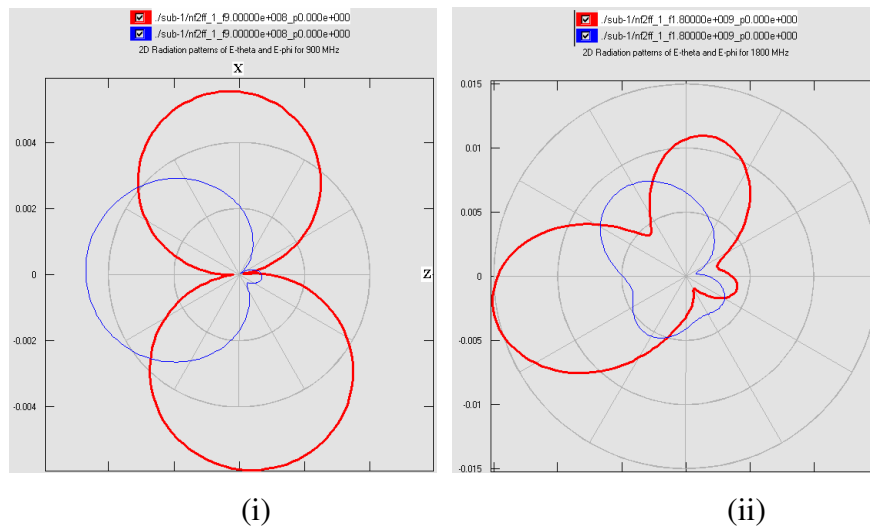 ./sub-1/nf2ff_1_f9.00000e+008_p0.000e+000
./sub-1/nf2ff_1_f9.00000e+008_p0.000e+000
2D Radiation patterns of E-theta and E-phi for 900 MHz
X
0.004
0.002
0
Z
-0.002
-0.004
(i)
./sub-1/nf2ff_1_f1.80000e+009_p0.000e+000
./sub-1/nf2ff_1_f1.80000e+009_p0.000e+000
2D Radiation patterns of E-theta and E-phi for 1800 MHz
0.015
0.01
0.005
0
-0.005
-0.01
-0.015
(ii)